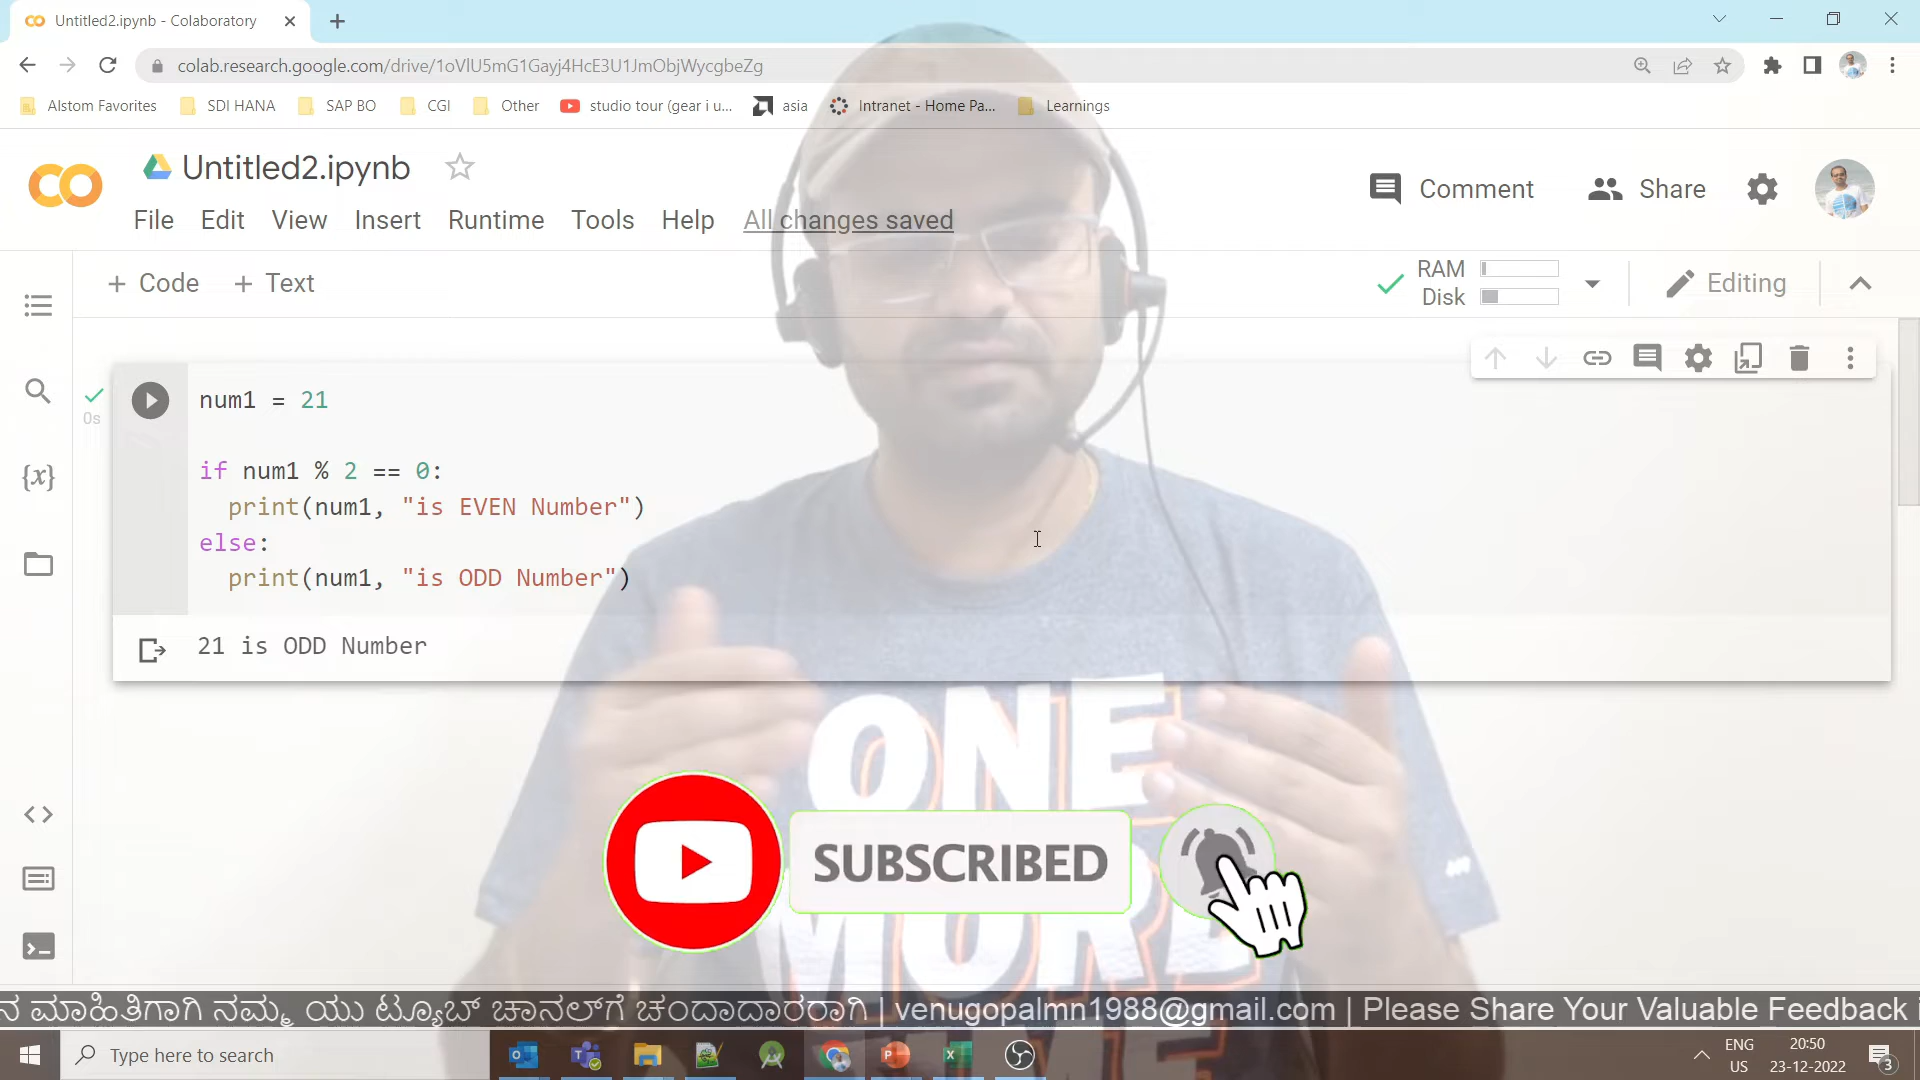 Untitled2.ipynb - Colaboratory
colab.research.google.com/drive/1oVlU5mG1Gayj4HcE3U1JmObjWycgbeZg
Alstom Favorites SDI HANA SAP BO CGI Other studio tour (gear i u... asia Intranet - Home Pa... Learnings
Untitled2.ipynb
Comment Share
File Edit View Insert Runtime Tools Help All changes saved
+ Code + Text
RAM
Disk
Editing
0s
num1 = 21
if num1 % 2 == 0:
print(num1, "is EVEN Number")
else:
print(num1, "is ODD Number")
21 is ODD Number
{x}
ONE
MORE
SUBSCRIBED
ನ ಮಾಹಿತಿಗಾಗಿ ನಮ್ಮ ಯು ಟ್ಯೂಬ್ ಚಾನಲ್‌ಗೆ ಚಂದಾದಾರರಾಗಿ | venugopalmn1988@gmail.com | Please Share Your Valuable Feedback i
Type here to search
ENG
US
20:50
23-12-2022
3